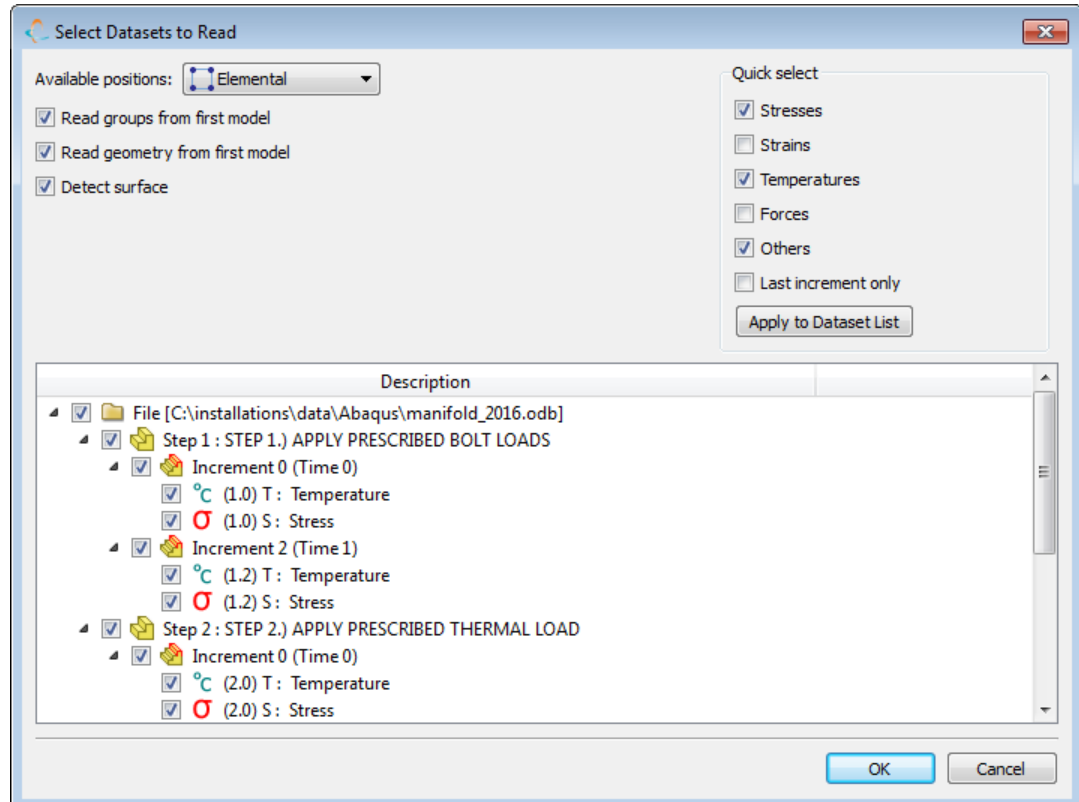 Select Datasets to Read
Available positions: Elemental
Read groups from first model
Read geometry from first model
Detect surface
Quick select
Stresses
Strains
Temperatures
Forces
Others
Last increment only
Apply to Dataset List
Description
File [C:\installations\data\Abaqus\manifold_2016.odb]
Step 1 : STEP 1.) APPLY PRESCRIBED BOLT LOADS
Increment 0 (Time 0)
°C (1.0) T : Temperature
σ (1.0) S : Stress
Increment 2 (Time 1)
°C (1.2) T : Temperature
σ (1.2) S : Stress
Step 2 : STEP 2.) APPLY PRESCRIBED THERMAL LOAD
Increment 0 (Time 0)
°C (2.0) T : Temperature
σ (2.0) S : Stress
OK Cancel